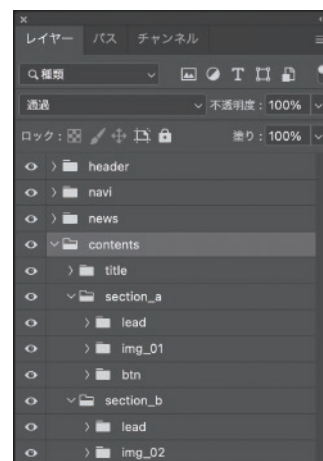 レイヤー パス チャンネル
種類
通過 不透明度: 100%
ロック: 塗り: 100%
header
navi
news
contents
title
section_a
lead
img_01
btn
section_b
lead
img_02